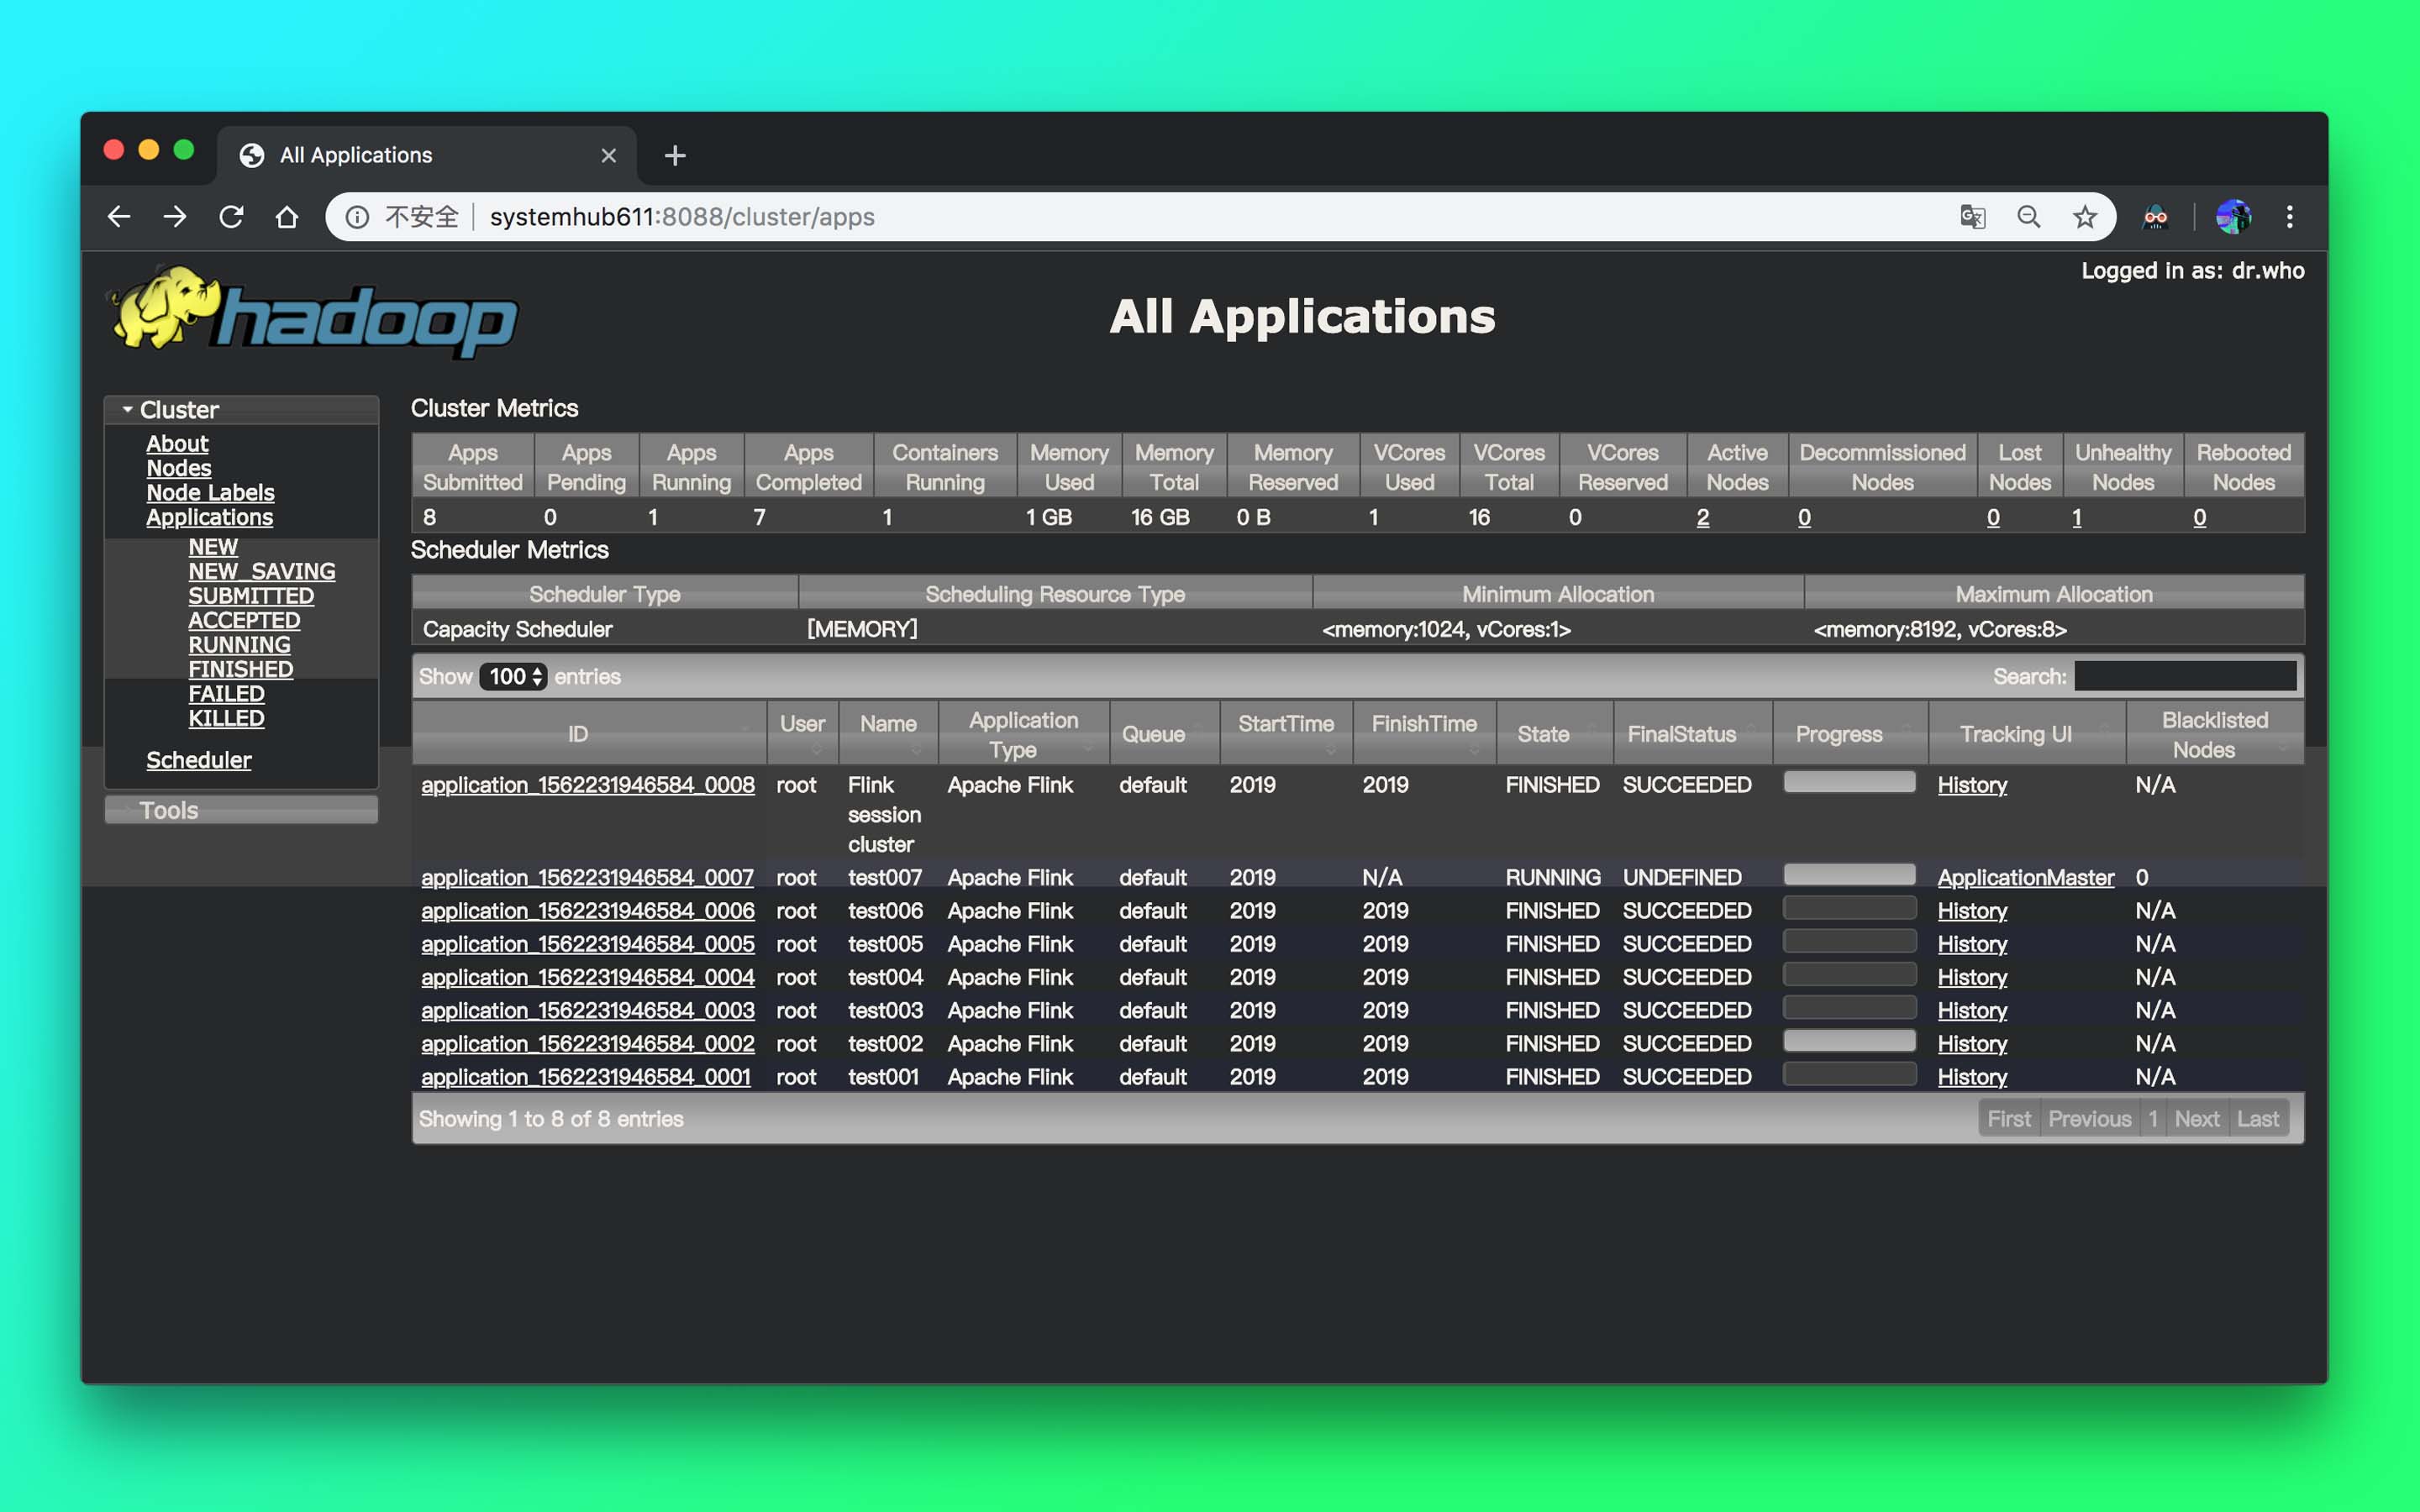 All Applications
不安全 systemhub611:8088/cluster/apps
Logged in as: dr.who
hadoop
All Applications
Cluster
About
Nodes
Node Labels
Applications
NEW
NEW_SAVING
SUBMITTED
ACCEPTED
RUNNING
FINISHED
FAILED
KILLED
Scheduler
Tools
Cluster Metrics
Apps Submitted Apps Pending Apps Running Apps Completed Containers Running Memory Used Memory Total Memory Reserved VCores Used VCores Total VCores Reserved Active Nodes Decommissioned Nodes Lost Nodes Unhealthy Nodes Rebooted Nodes
8 0 1 7 1 1 GB 16 GB 0 B 1 16 0 2 0 0 1 0
Scheduler Metrics
Scheduler Type Scheduling Resource Type Minimum Allocation Maximum Allocation
Capacity Scheduler [MEMORY] <memory:1024, vCores:1> <memory:8192, vCores:8>
Show 100 entries Search:
ID User Name Application Type Queue StartTime FinishTime State FinalStatus Progress Tracking UI Blacklisted Nodes
application_1562231946584_0008 root Flink session cluster Apache Flink default 2019 2019 FINISHED SUCCEEDED History N/A
application_1562231946584_0007 root test007 Apache Flink default 2019 N/A RUNNING UNDEFINED ApplicationMaster 0
application_1562231946584_0006 root test006 Apache Flink default 2019 2019 FINISHED SUCCEEDED History N/A
application_1562231946584_0005 root test005 Apache Flink default 2019 2019 FINISHED SUCCEEDED History N/A
application_1562231946584_0004 root test004 Apache Flink default 2019 2019 FINISHED SUCCEEDED History N/A
application_1562231946584_0003 root test003 Apache Flink default 2019 2019 FINISHED SUCCEEDED History N/A
application_1562231946584_0002 root test002 Apache Flink default 2019 2019 FINISHED SUCCEEDED History N/A
application_1562231946584_0001 root test001 Apache Flink default 2019 2019 FINISHED SUCCEEDED History N/A
Showing 1 to 8 of 8 entries First Previous 1 Next Last